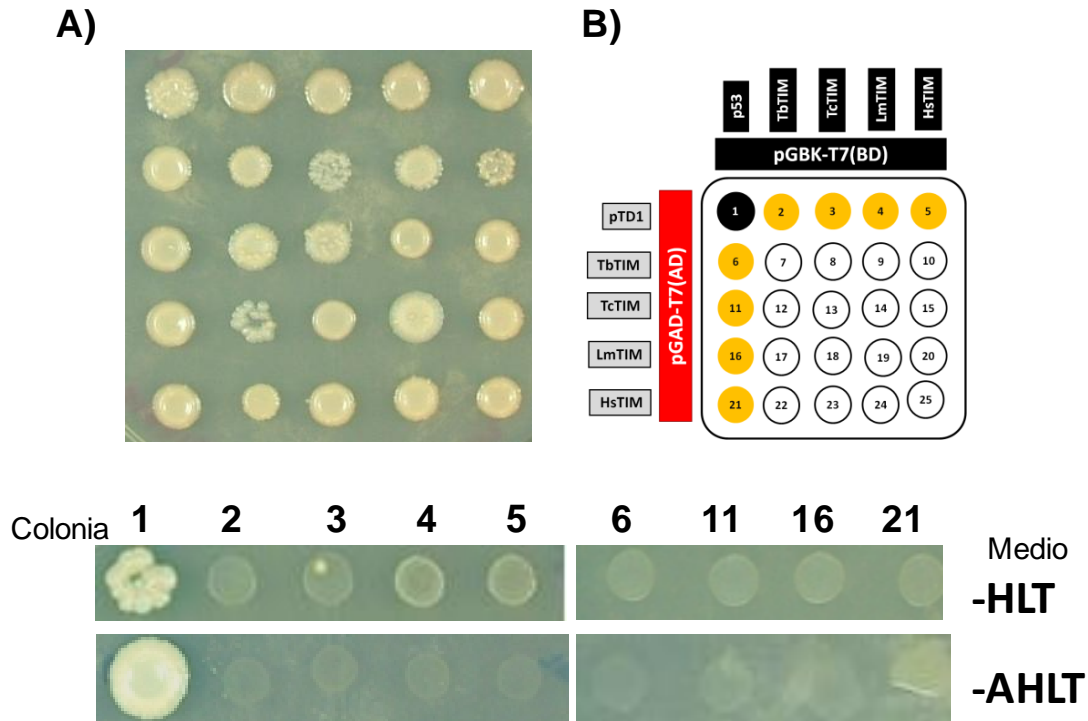 A)
B)
p53
TbTIM
TcTIM
LmTIM
HsTIM
pGBK-T7(BD)
pGAD-T7(AD)
pTD1
1 2 3 4 5
TbTIM
6 7 8 9 10
TcTIM
11 12 13 14 15
LmTIM
16 17 18 19 20
HsTIM
21 22 23 24 25
Colonia 1 2 3 4 5 6 11 16 21
Medio
-HLT
-AHLT